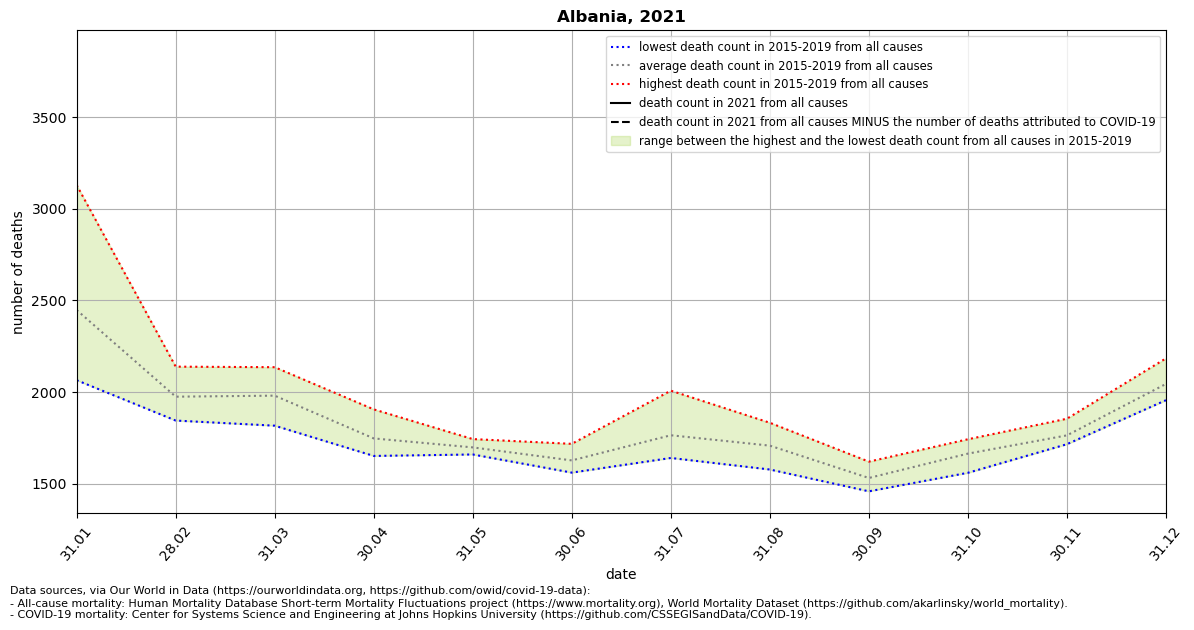 Albania, 2021
lowest death count in 2015-2019 from all causes
average death count in 2015-2019 from all causes
highest death count in 2015-2019 from all causes
death count in 2021 from all causes
death count in 2021 from all causes MINUS the number of deaths attributed to COVID-19
range between the highest and the lowest death count from all causes in 2015-2019
number of deaths
3500
3000
2500
2000
1500
31.01
28.02
31.03
30.04
31.05
30.06
31.07
31.08
30.09
31.10
30.11
31.12
date
Data sources, via Our World in Data (https://ourworldindata.org, https://github.com/owid/covid-19-data):
- All-cause mortality: Human Mortality Database Short-term Mortality Fluctuations project (https://www.mortality.org), World Mortality Dataset (https://github.com/akarlinsky/world_mortality).
- COVID-19 mortality: Center for Systems Science and Engineering at Johns Hopkins University (https://github.com/CSSEGISandData/COVID-19).